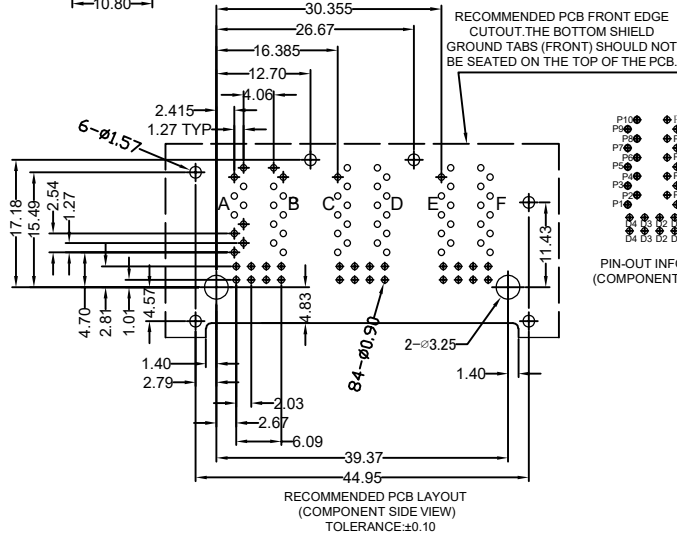 10.80
30.355
26.67
16.385
12.70
4.06
2.415
1.27 TYP
6-ø1.57
RECOMMENDED PCB FRONT EDGE
CUTOUT.THE BOTTOM SHIELD
GROUND TABS (FRONT) SHOULD NOT
BE SEATED ON THE TOP OF THE PCB.
A
B
C
D
E
F
17.18
15.49
2.54
1.27
4.70
2.81
1.01
4.57
4.83
11.43
84-ø0.90
2-∅3.25
1.40
2.79
1.40
2.03
2.67
6.09
39.37
44.95
RECOMMENDED PCB LAYOUT
(COMPONENT SIDE VIEW)
TOLERANCE:±0.10
P10
P9
P8
P7
P6
P5
P4
P3
P2
P1
D4 D3 D2
D4 D3 D2
PIN-OUT
(COMPONENT